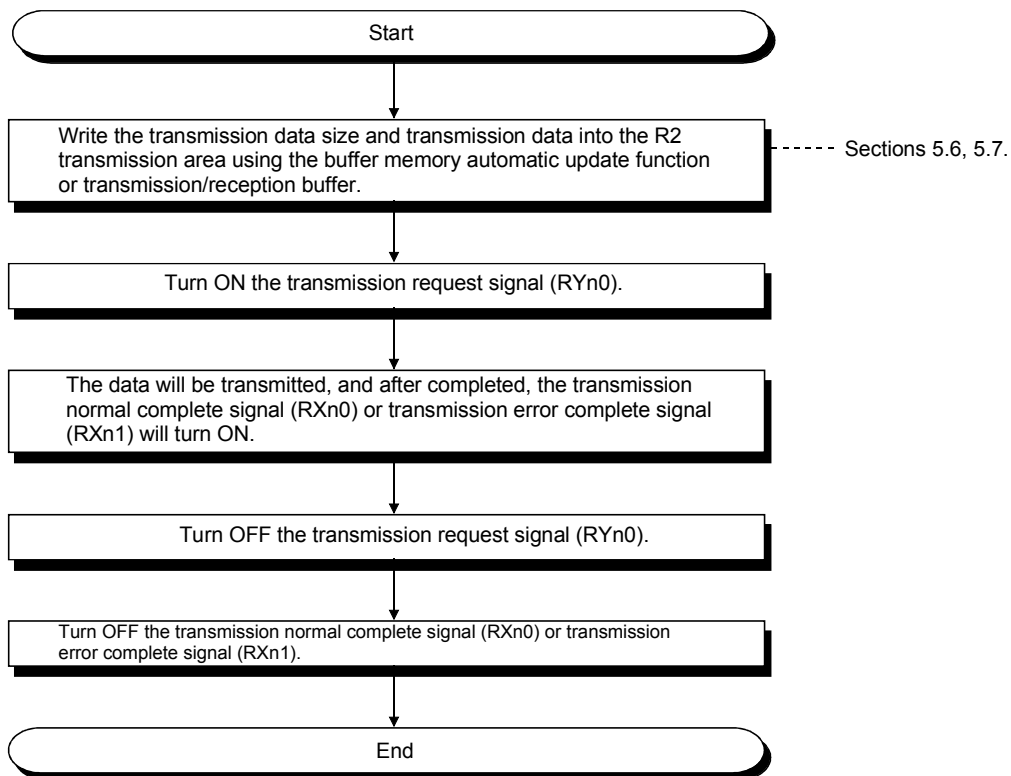 Start
Write the transmission data size and transmission data into the R2
transmission area using the buffer memory automatic update function
or transmission/reception buffer.
Sections 5.6, 5.7.
Turn ON the transmission request signal (RYn0).
The data will be transmitted, and after completed, the transmission
normal complete signal (RXn0) or transmission error complete signal
(RXn1) will turn ON.
Turn OFF the transmission request signal (RYn0).
Turn OFF the transmission normal complete signal (RXn0) or transmission
error complete signal (RXn1).
End